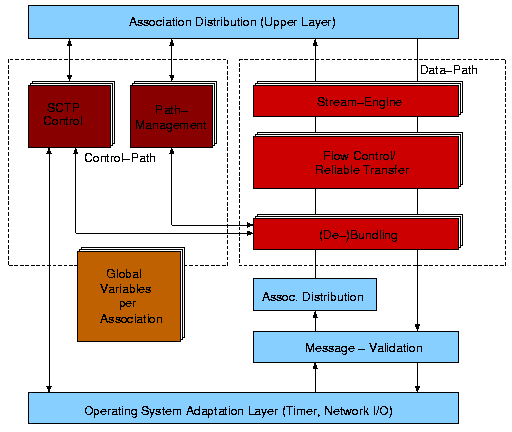 Association Distribution (Upper Layer)
Data-Path
SCTP
Control
Path-
Management
Stream-Engine
Control-Path
Flow Control/
Reliable Transfer
(De-)Bundling
Global
Variables
per
Association
Assoc. Distribution
Message - Validation
Operating System Adaptation Layer (Timer, Network I/O)